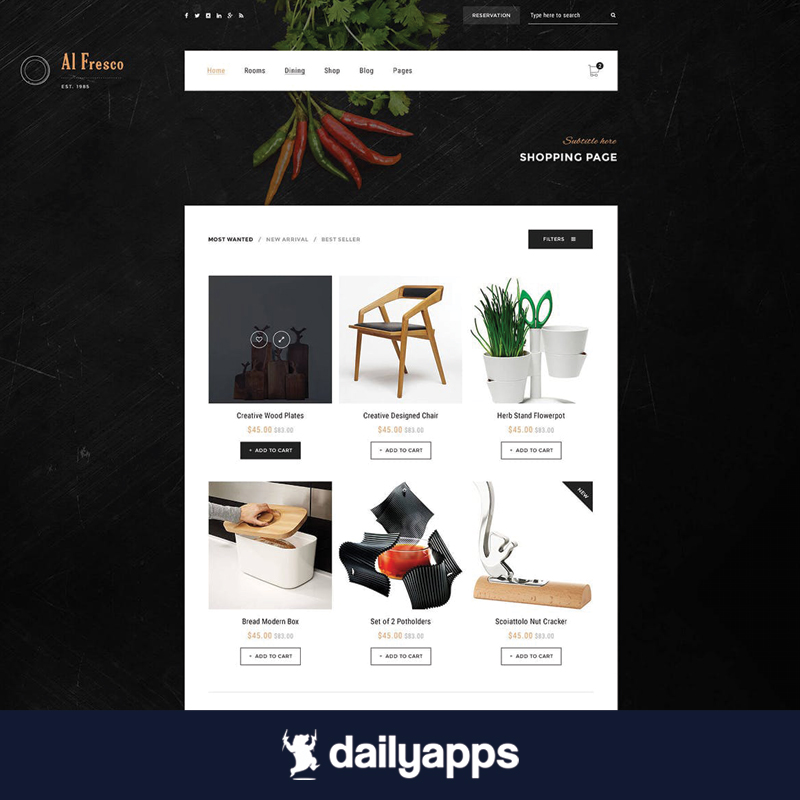 RESERVATION
Type here to search
Al Fresco
EST. 1985
Home Rooms Dining Shop Blog Pages
2
Subtitle here
SHOPPING PAGE
MOST WANTED / NEW ARRIVAL / BEST SELLER
FILTERS
Creative Wood Plates
$45.00 $83.00
+ ADD TO CART
Creative Designed Chair
$45.00 $83.00
+ ADD TO CART
Herb Stand Flowerpot
$45.00 $83.00
+ ADD TO CART
NEW
Bread Modern Box
$45.00 $83.00
+ ADD TO CART
Set of 2 Potholders
$45.00 $83.00
+ ADD TO CART
Scoiattolo Nut Cracker
$45.00 $83.00
+ ADD TO CART
dailyapps